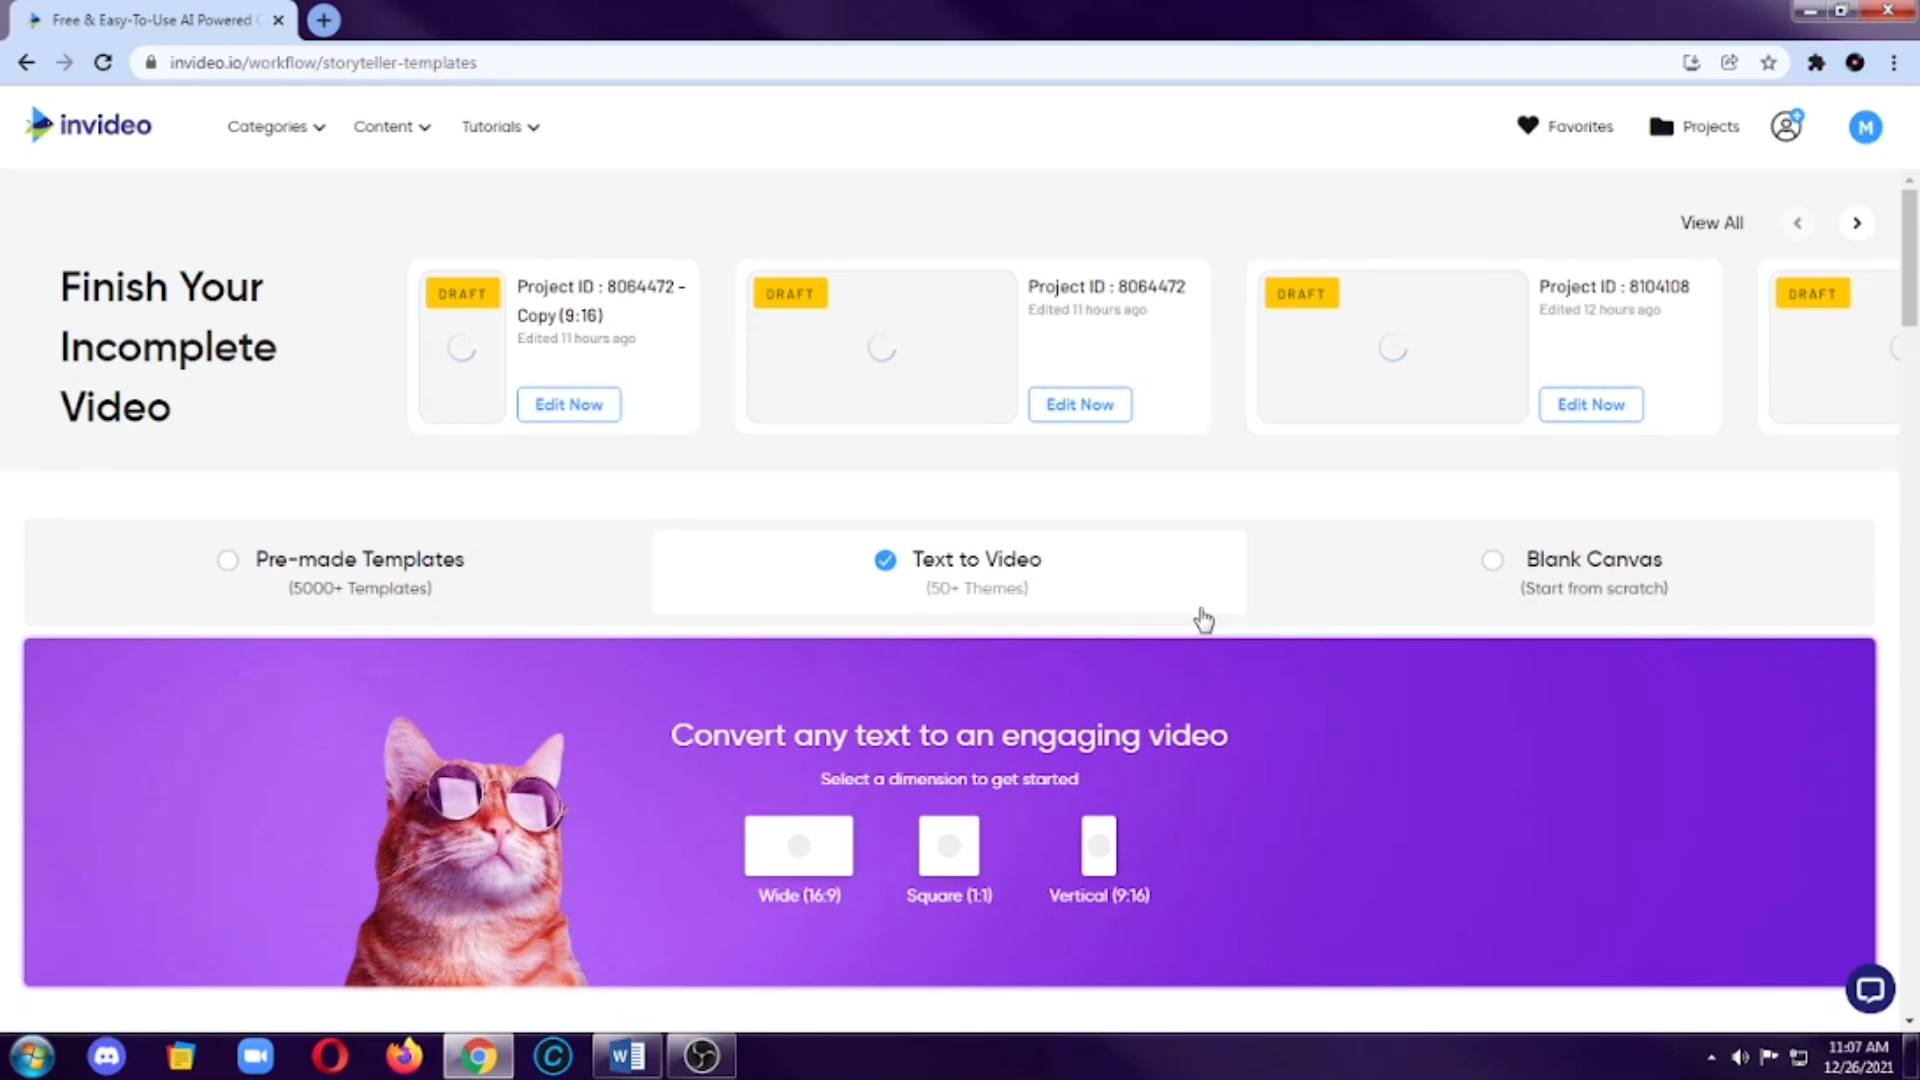 Free & Easy-To-Use AI Powered
invideo.io/workflow/storyteller-templates
invideo
Categories
Content
Tutorials
Favorites
Projects
M
View All
Finish Your
Incomplete
Video
DRAFT
Project ID : 8064472 -
Copy (9:16)
Edited 11 hours ago
Edit Now
DRAFT
Project ID : 8064472
Edited 11 hours ago
Edit Now
DRAFT
Project ID : 8104108
Edited 12 hours ago
Edit Now
DRAFT
Pre-made Templates
(5000+ Templates)
Text to Video
(50+ Themes)
Blank Canvas
(Start from scratch)
Convert any text to an engaging video
Select a dimension to get started
Wide (16:9)
Square (1:1)
Vertical (9:16)
11:07 AM
12/26/2021